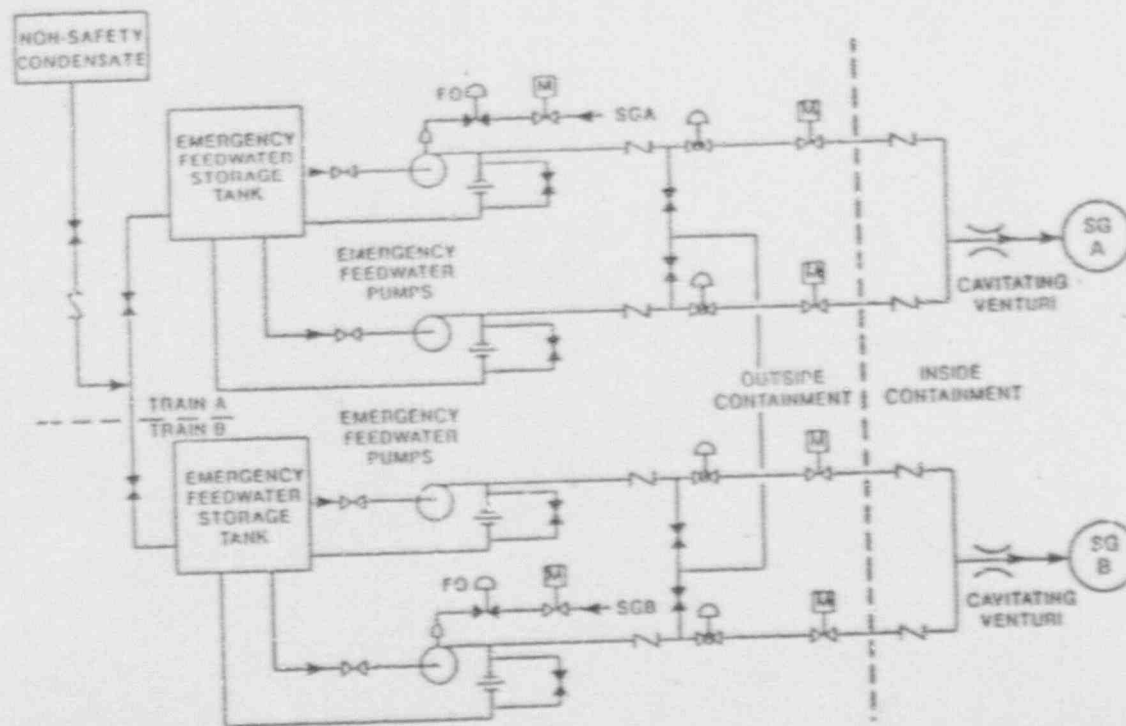 NON-SAFETY
CONDENSATE
FO
M
SGA
M
EMERGENCY
FEEDWATER
STORAGE
TANK
SG
A
EMERGENCY
FEEDWATER
PUMPS
M
CAVITATING
VENTURI
OUTSIDE
CONTAINMENT
INSIDE
CONTAINMENT
TRAIN A
TRAIN B
EMERGENCY
FEEDWATER
PUMPS
M
EMERGENCY
FEEDWATER
STORAGE
TANK
SG
B
FO
M
SGB
M
CAVITATING
VENTURI